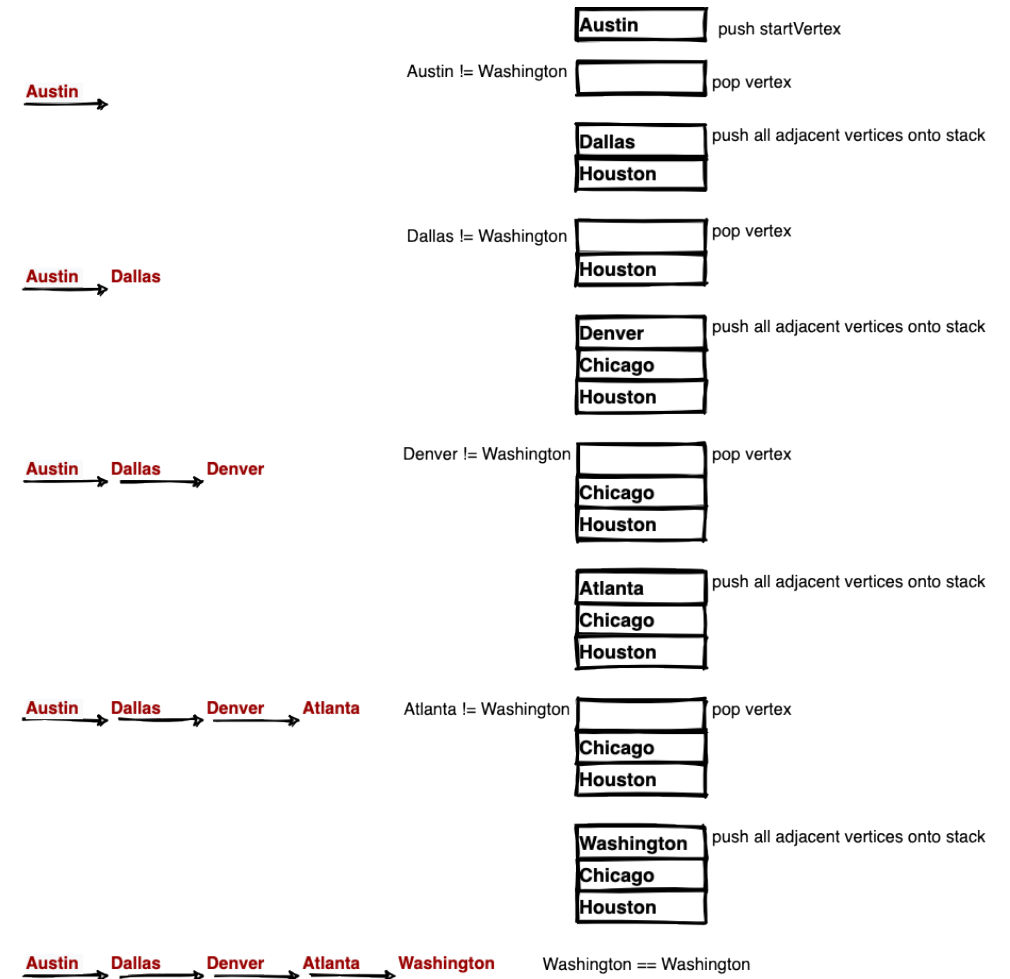 Austin push startVertex
Austin != Washington pop vertex
Austin
Dallas push all adjacent vertices onto stack
Houston
Dallas != Washington pop vertex
Austin Dallas Houston
Denver push all adjacent vertices onto stack
Chicago
Houston
Denver != Washington pop vertex
Austin Dallas Denver
Chicago
Houston
Atlanta push all adjacent vertices onto stack
Chicago
Houston
Austin Dallas Denver Atlanta Atlanta != Washington pop vertex
Chicago
Houston
Washington push all adjacent vertices onto stack
Chicago
Houston
Austin Dallas Denver Atlanta Washington Washington == Washington